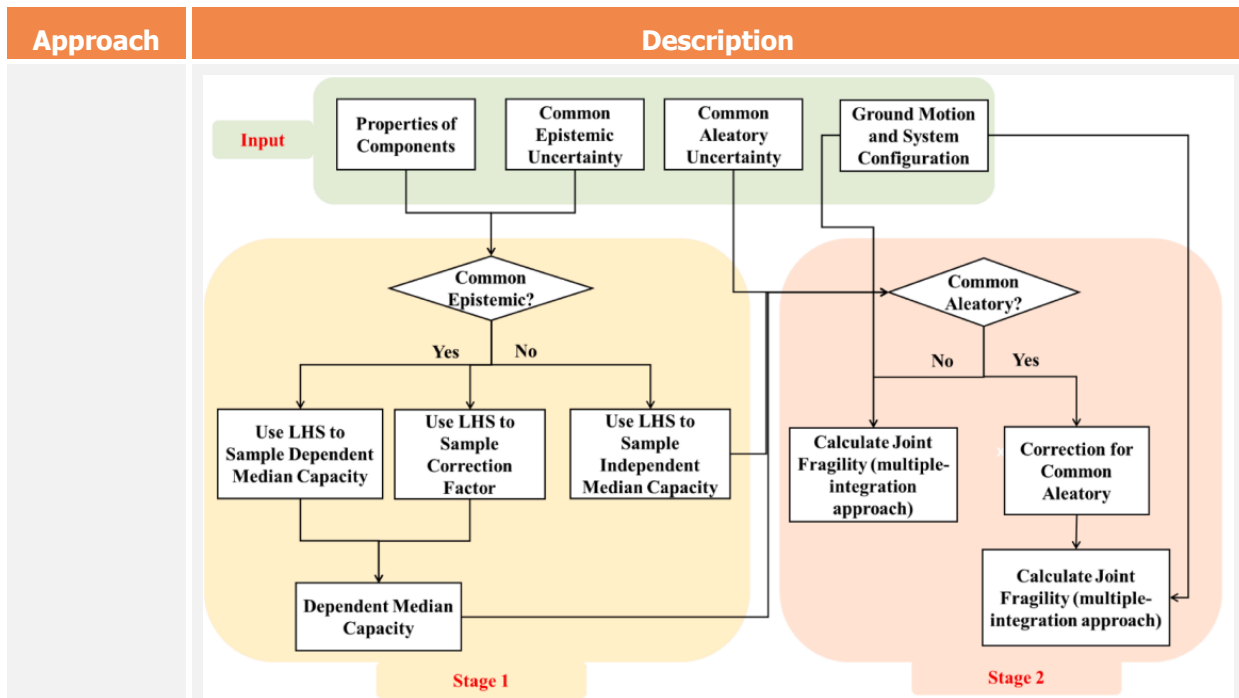 Approach
Description
Input
Properties of
Components
Common
Epistemic
Uncertainty
Common
Aleatory
Uncertainty
Ground Motion
and System
Configuration
Common
Epistemic?
Yes
No
Use LHS to
Sample Dependent
Median Capacity
Use LHS to
Sample
Correction
Factor
Use LHS to
Sample
Independent
Median Capacity
Dependent Median
Capacity
Stage 1
Common
Aleatory?
No
Yes
Calculate Joint
Fragility (multiple-
integration
approach)
Correction for
Common
Aleatory
Calculate Joint
Fragility (multiple-
integration approach)
Stage 2